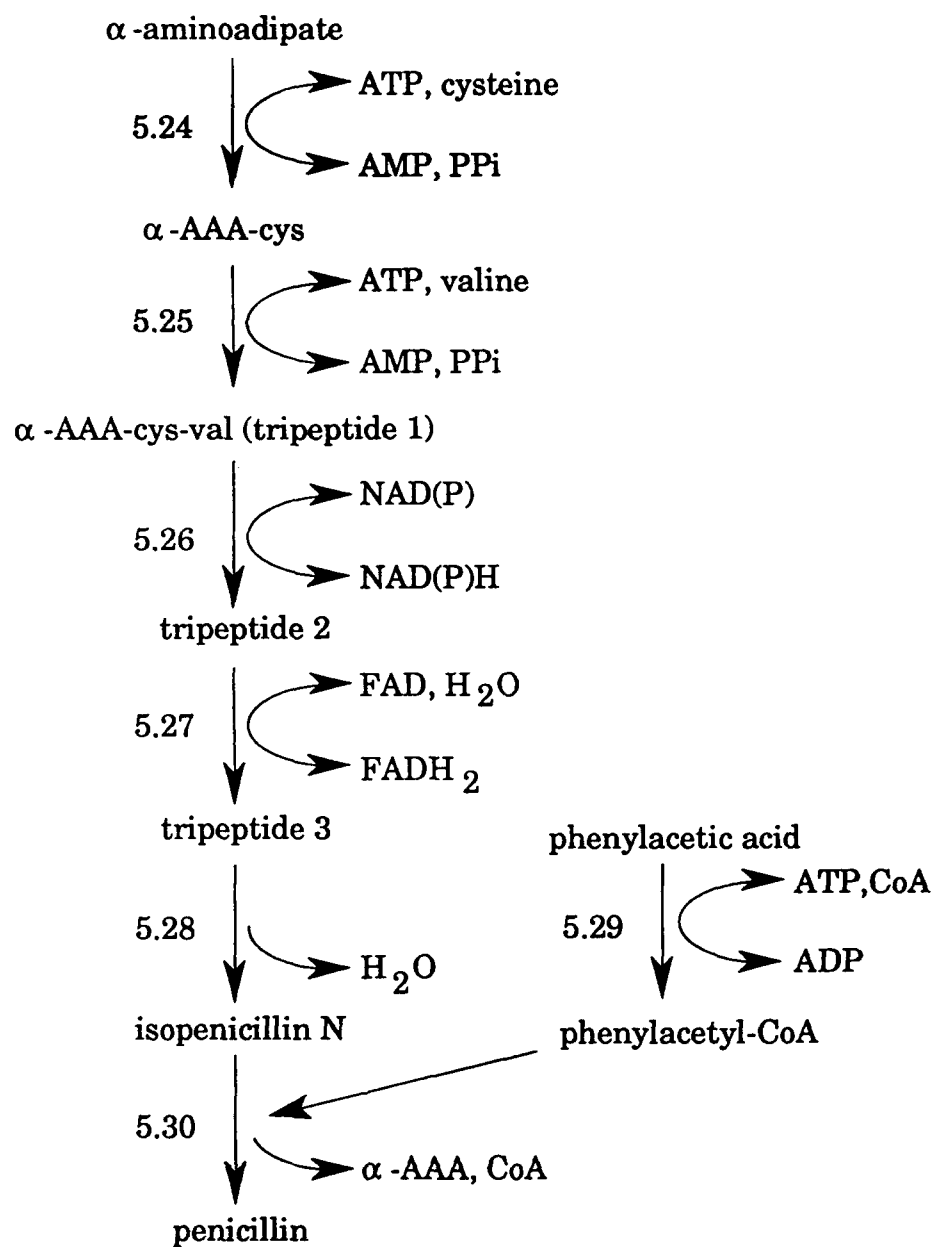 α-aminoadipate
ATP, cysteine
5.24
AMP, PPi
α-AAA-cys
ATP, valine
5.25
AMP, PPi
α-AAA-cys-val (tripeptide 1)
NAD(P)
5.26
NAD(P)H
tripeptide 2
FAD, H₂O
5.27
FADH₂
tripeptide 3
phenylacetic acid
ATP,CoA
5.28
5.29
H₂O
ADP
isopenicillin N
phenylacetyl-CoA
5.30
α-AAA, CoA
penicillin